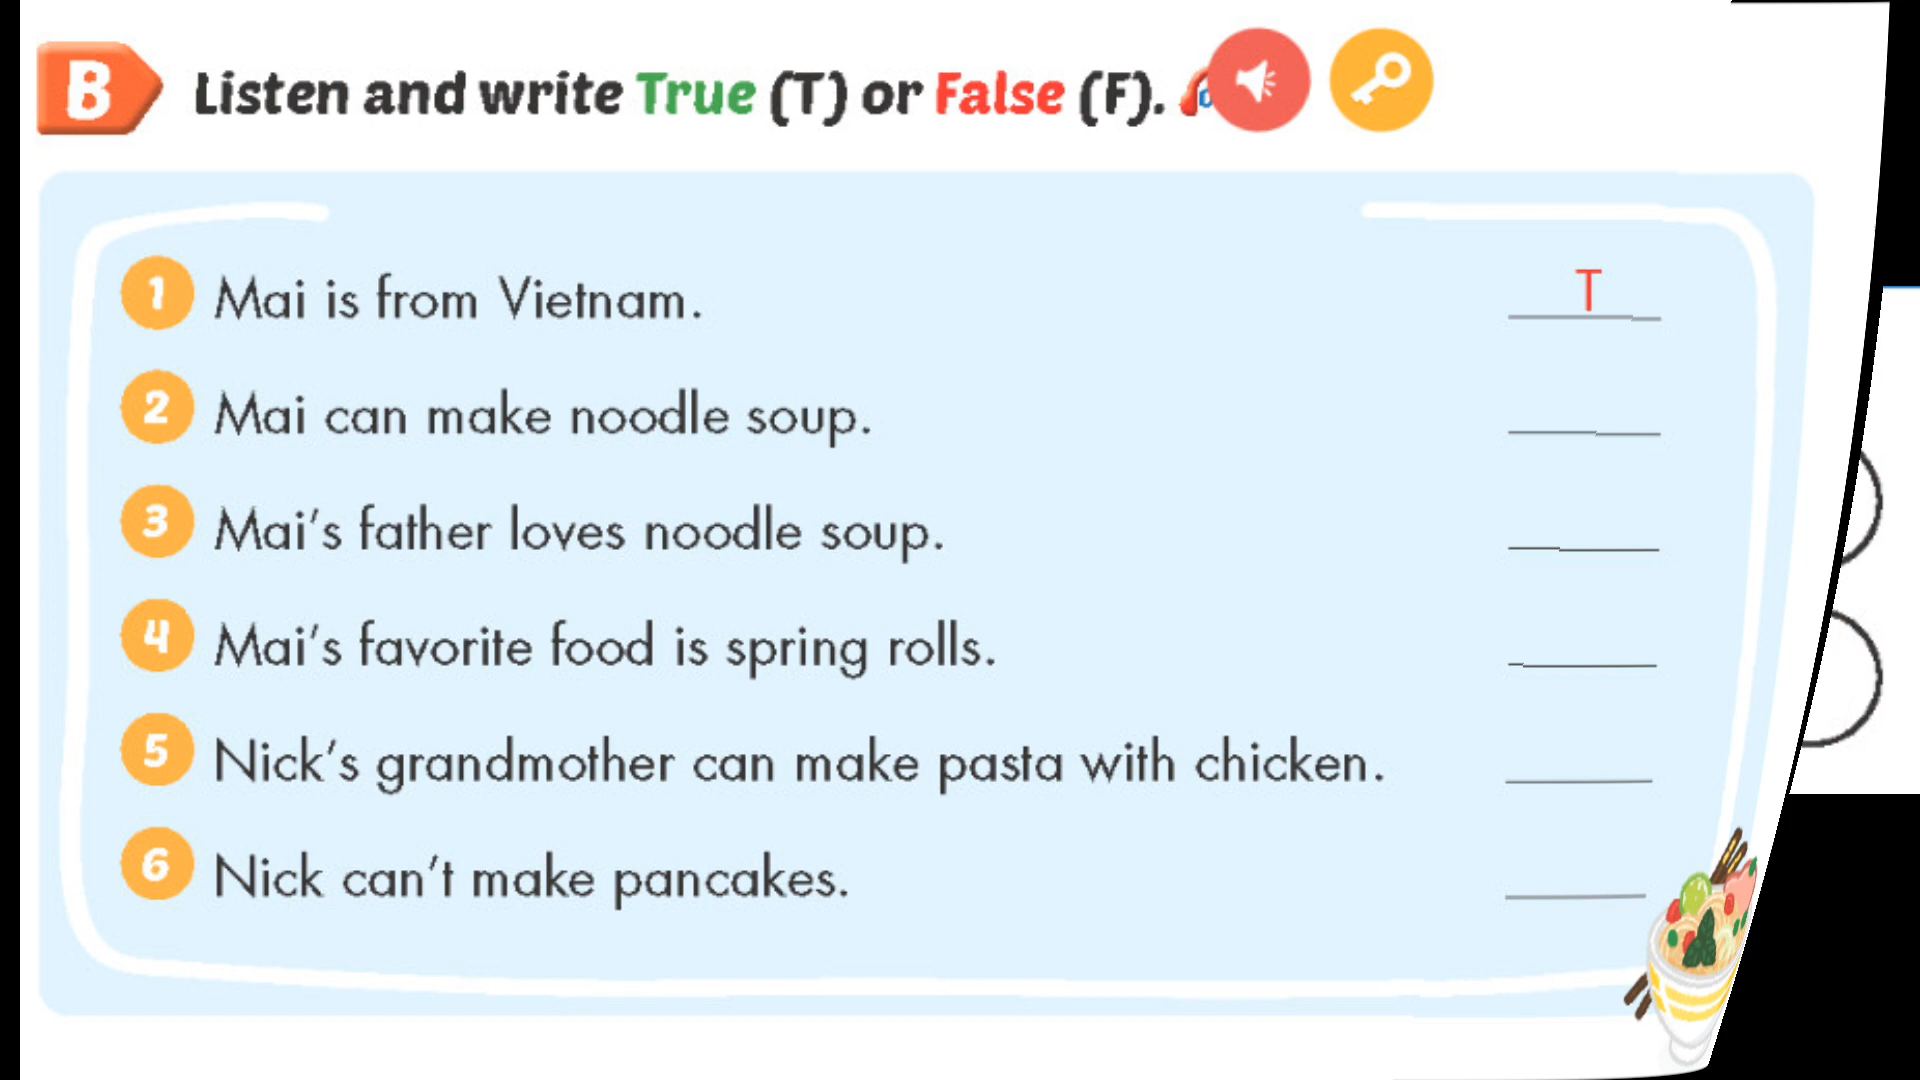 B Listen and write True (T) or False (F).
1 Mai is from Vietnam. T
2 Mai can make noodle soup.
3 Mai's father loves noodle soup.
4 Mai's favorite food is spring rolls.
5 Nick's grandmother can make pasta with chicken.
6 Nick can't make pancakes.